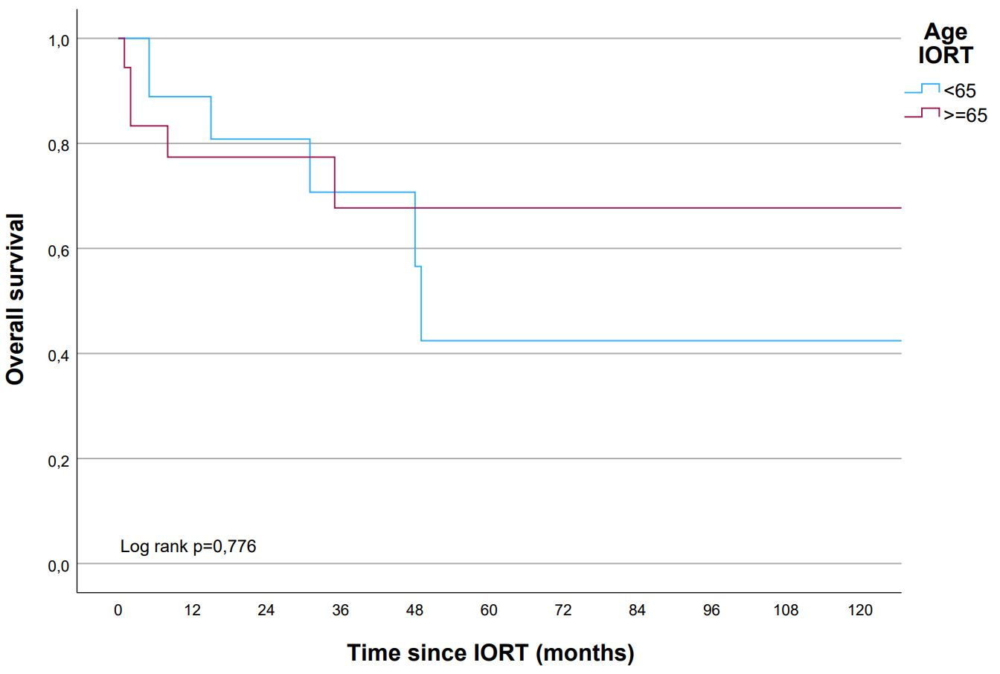 Age
IORT
<65
>=65
1,0
0,8
0,6
0,4
0,2
0,0
Overall survival
Log rank p=0,776
0 12 24 36 48 60 72 84 96 108 120
Time since IORT (months)